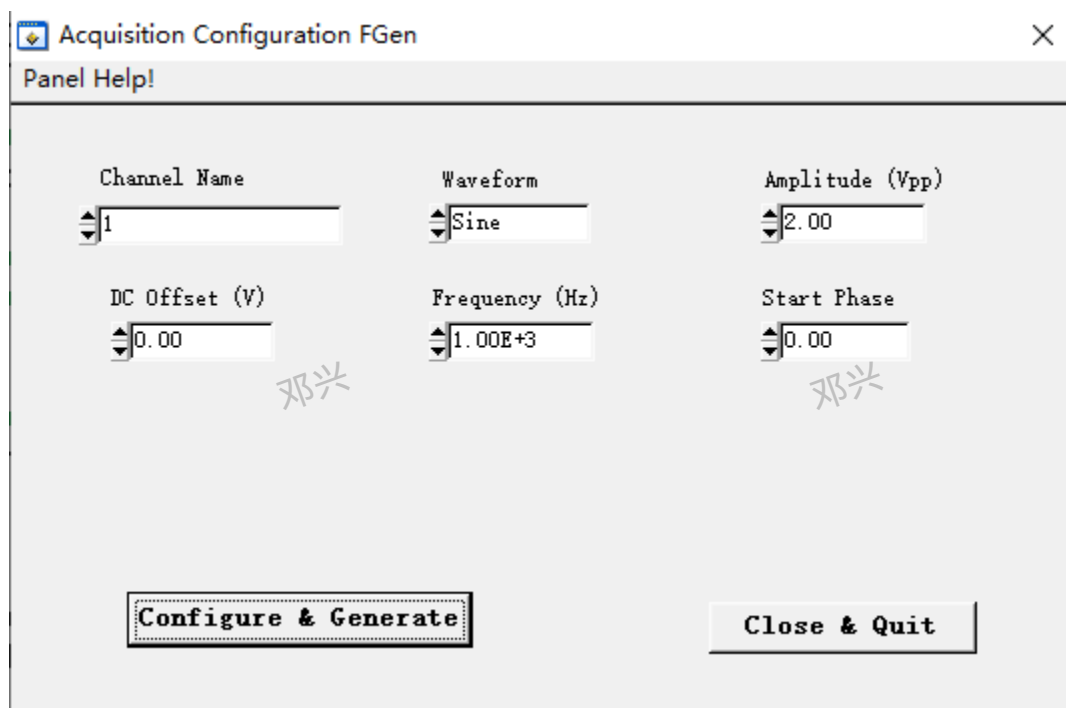 Acquisition Configuration FGen
Panel Help!
Channel Name Waveform Amplitude (Vpp)
1 Sine 2.00
DC Offset (V) Frequency (Hz) Start Phase
0.00 1.00E+3 0.00
邓兴 邓兴
Configure & Generate Close & Quit